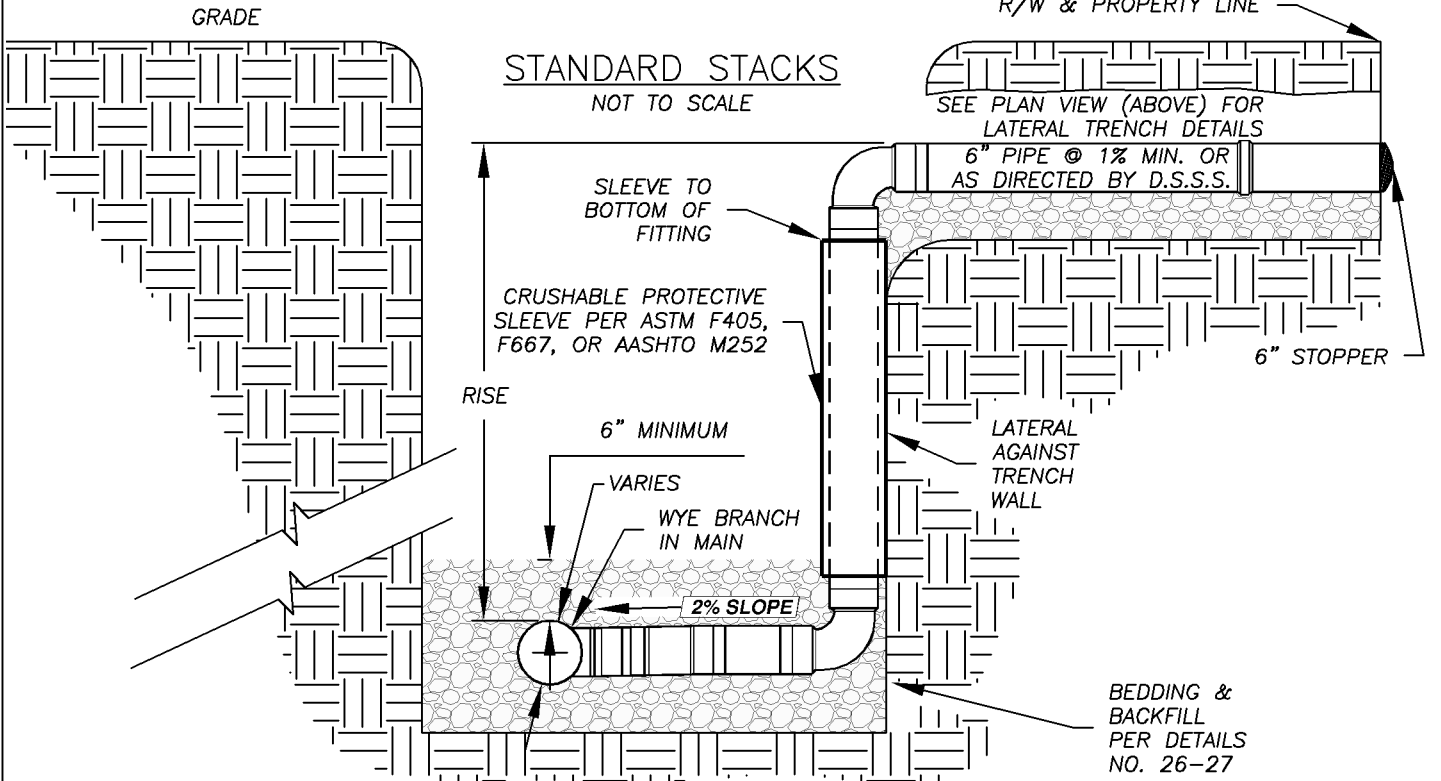 GRADE
R/W & PROPERTY LINE
STANDARD STACKS
NOT TO SCALE
SEE PLAN VIEW (ABOVE) FOR
LATERAL TRENCH DETAILS
6" PIPE @ 1% MIN. OR
AS DIRECTED BY D.S.S.S.
SLEEVE TO
BOTTOM OF
FITTING
CRUSHABLE PROTECTIVE
SLEEVE PER ASTM F405,
F667, OR AASHTO M252
6" STOPPER
RISE
6" MINIMUM
LATERAL
AGAINST
TRENCH
WALL
VARIES
WYE BRANCH
IN MAIN
2% SLOPE
BEDDING &
BACKFILL
PER DETAILS
NO. 26-27